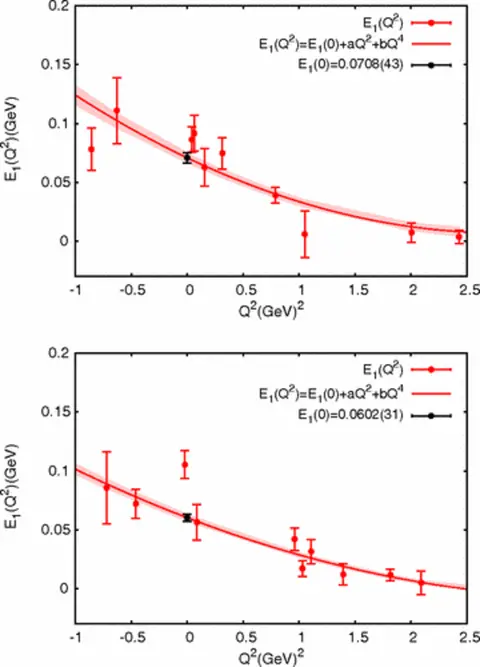 0.2
0.15
0.1
0.05
0
E₁(Q²)(GeV)
E₁(Q²)
E₁(Q²)=E₁(0)+aQ²+bQ⁴
E₁(0)=0.0708(43)
-1 -0.5 0 0.5 1 1.5 2 2.5
Q²(GeV)²
0.2
0.15
0.1
0.05
0
E₁(Q²)(GeV)
E₁(Q²)
E₁(Q²)=E₁(0)+aQ²+bQ⁴
E₁(0)=0.0602(31)
-1 -0.5 0 0.5 1 1.5 2 2.5
Q²(GeV)²